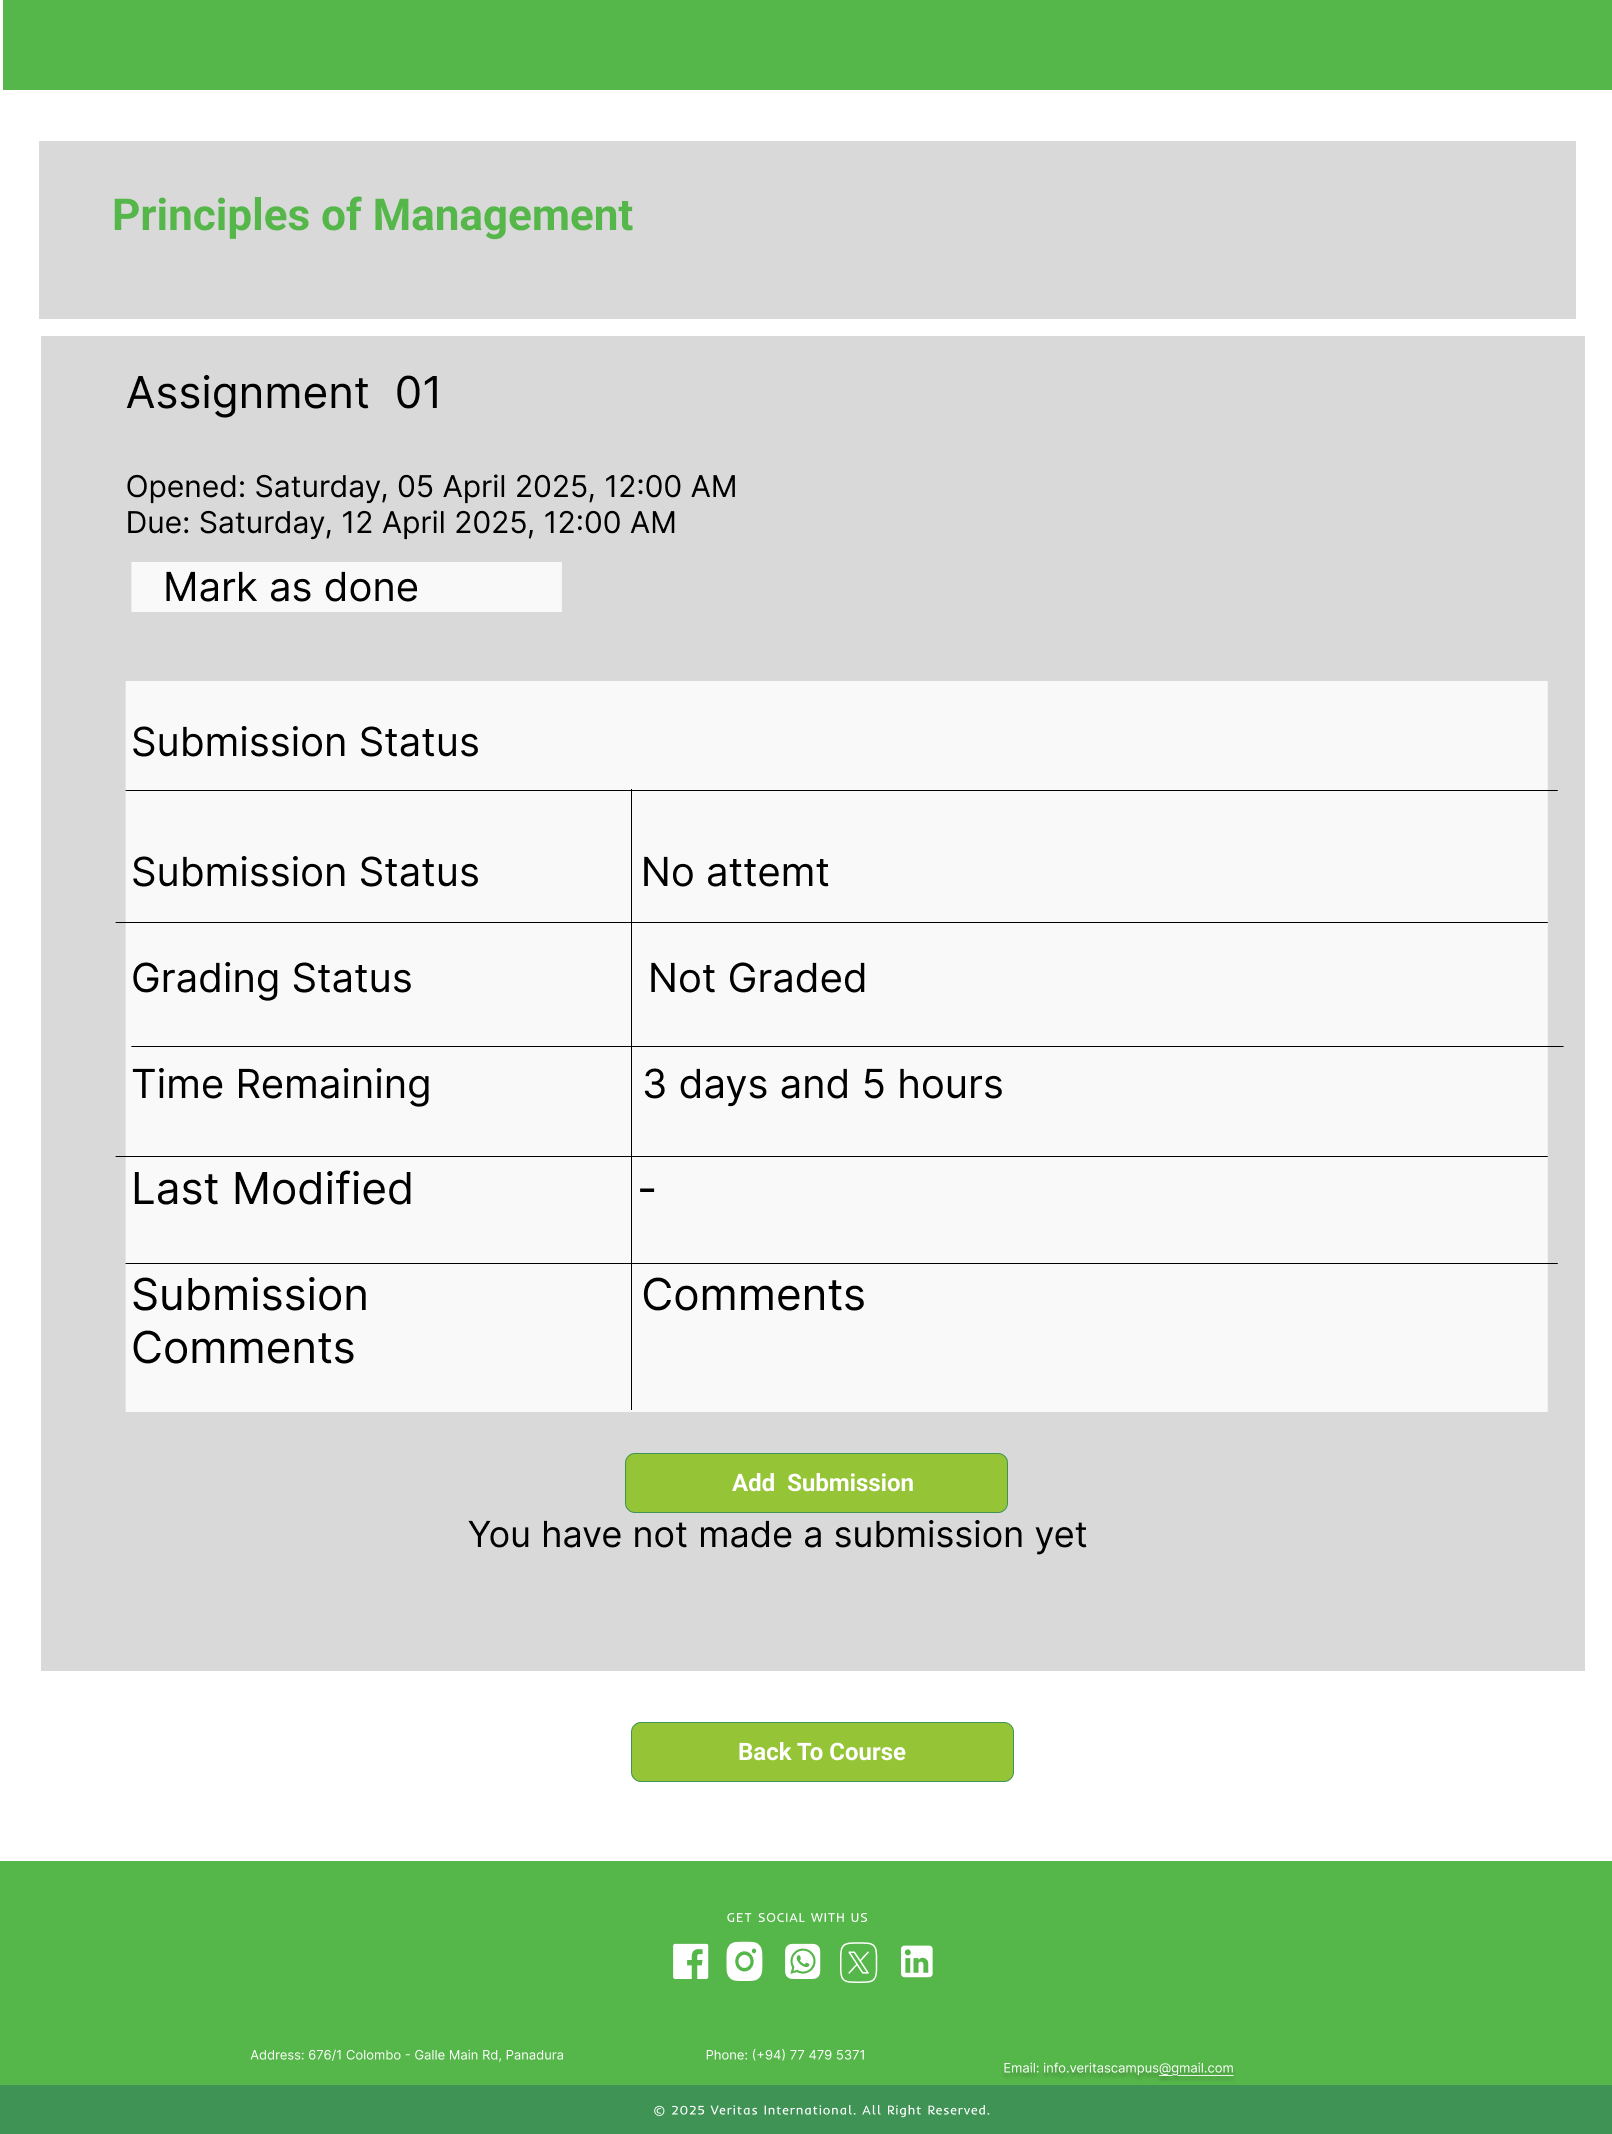 Principles of Management
Assignment  01
Opened: Saturday, 05 April 2025, 12:00 AM
Due: Saturday, 12 April 2025, 12:00 AM
Mark as done
Submission Status
Submission Status
No attemt
Grading Status
Not Graded
Time Remaining
3 days and 5 hours
Last Modified
-
Submission
Comments
Comments
Add  Submission
You have not made a submission yet
Back To Course
GET SOCIAL WITH US
Address: 676/1 Colombo - Galle Main Rd, Panadura
Phone: (+94) 77 479 5371
Email: info.veritascampus@gmail.com
© 2025 Veritas International. All Right Reserved.